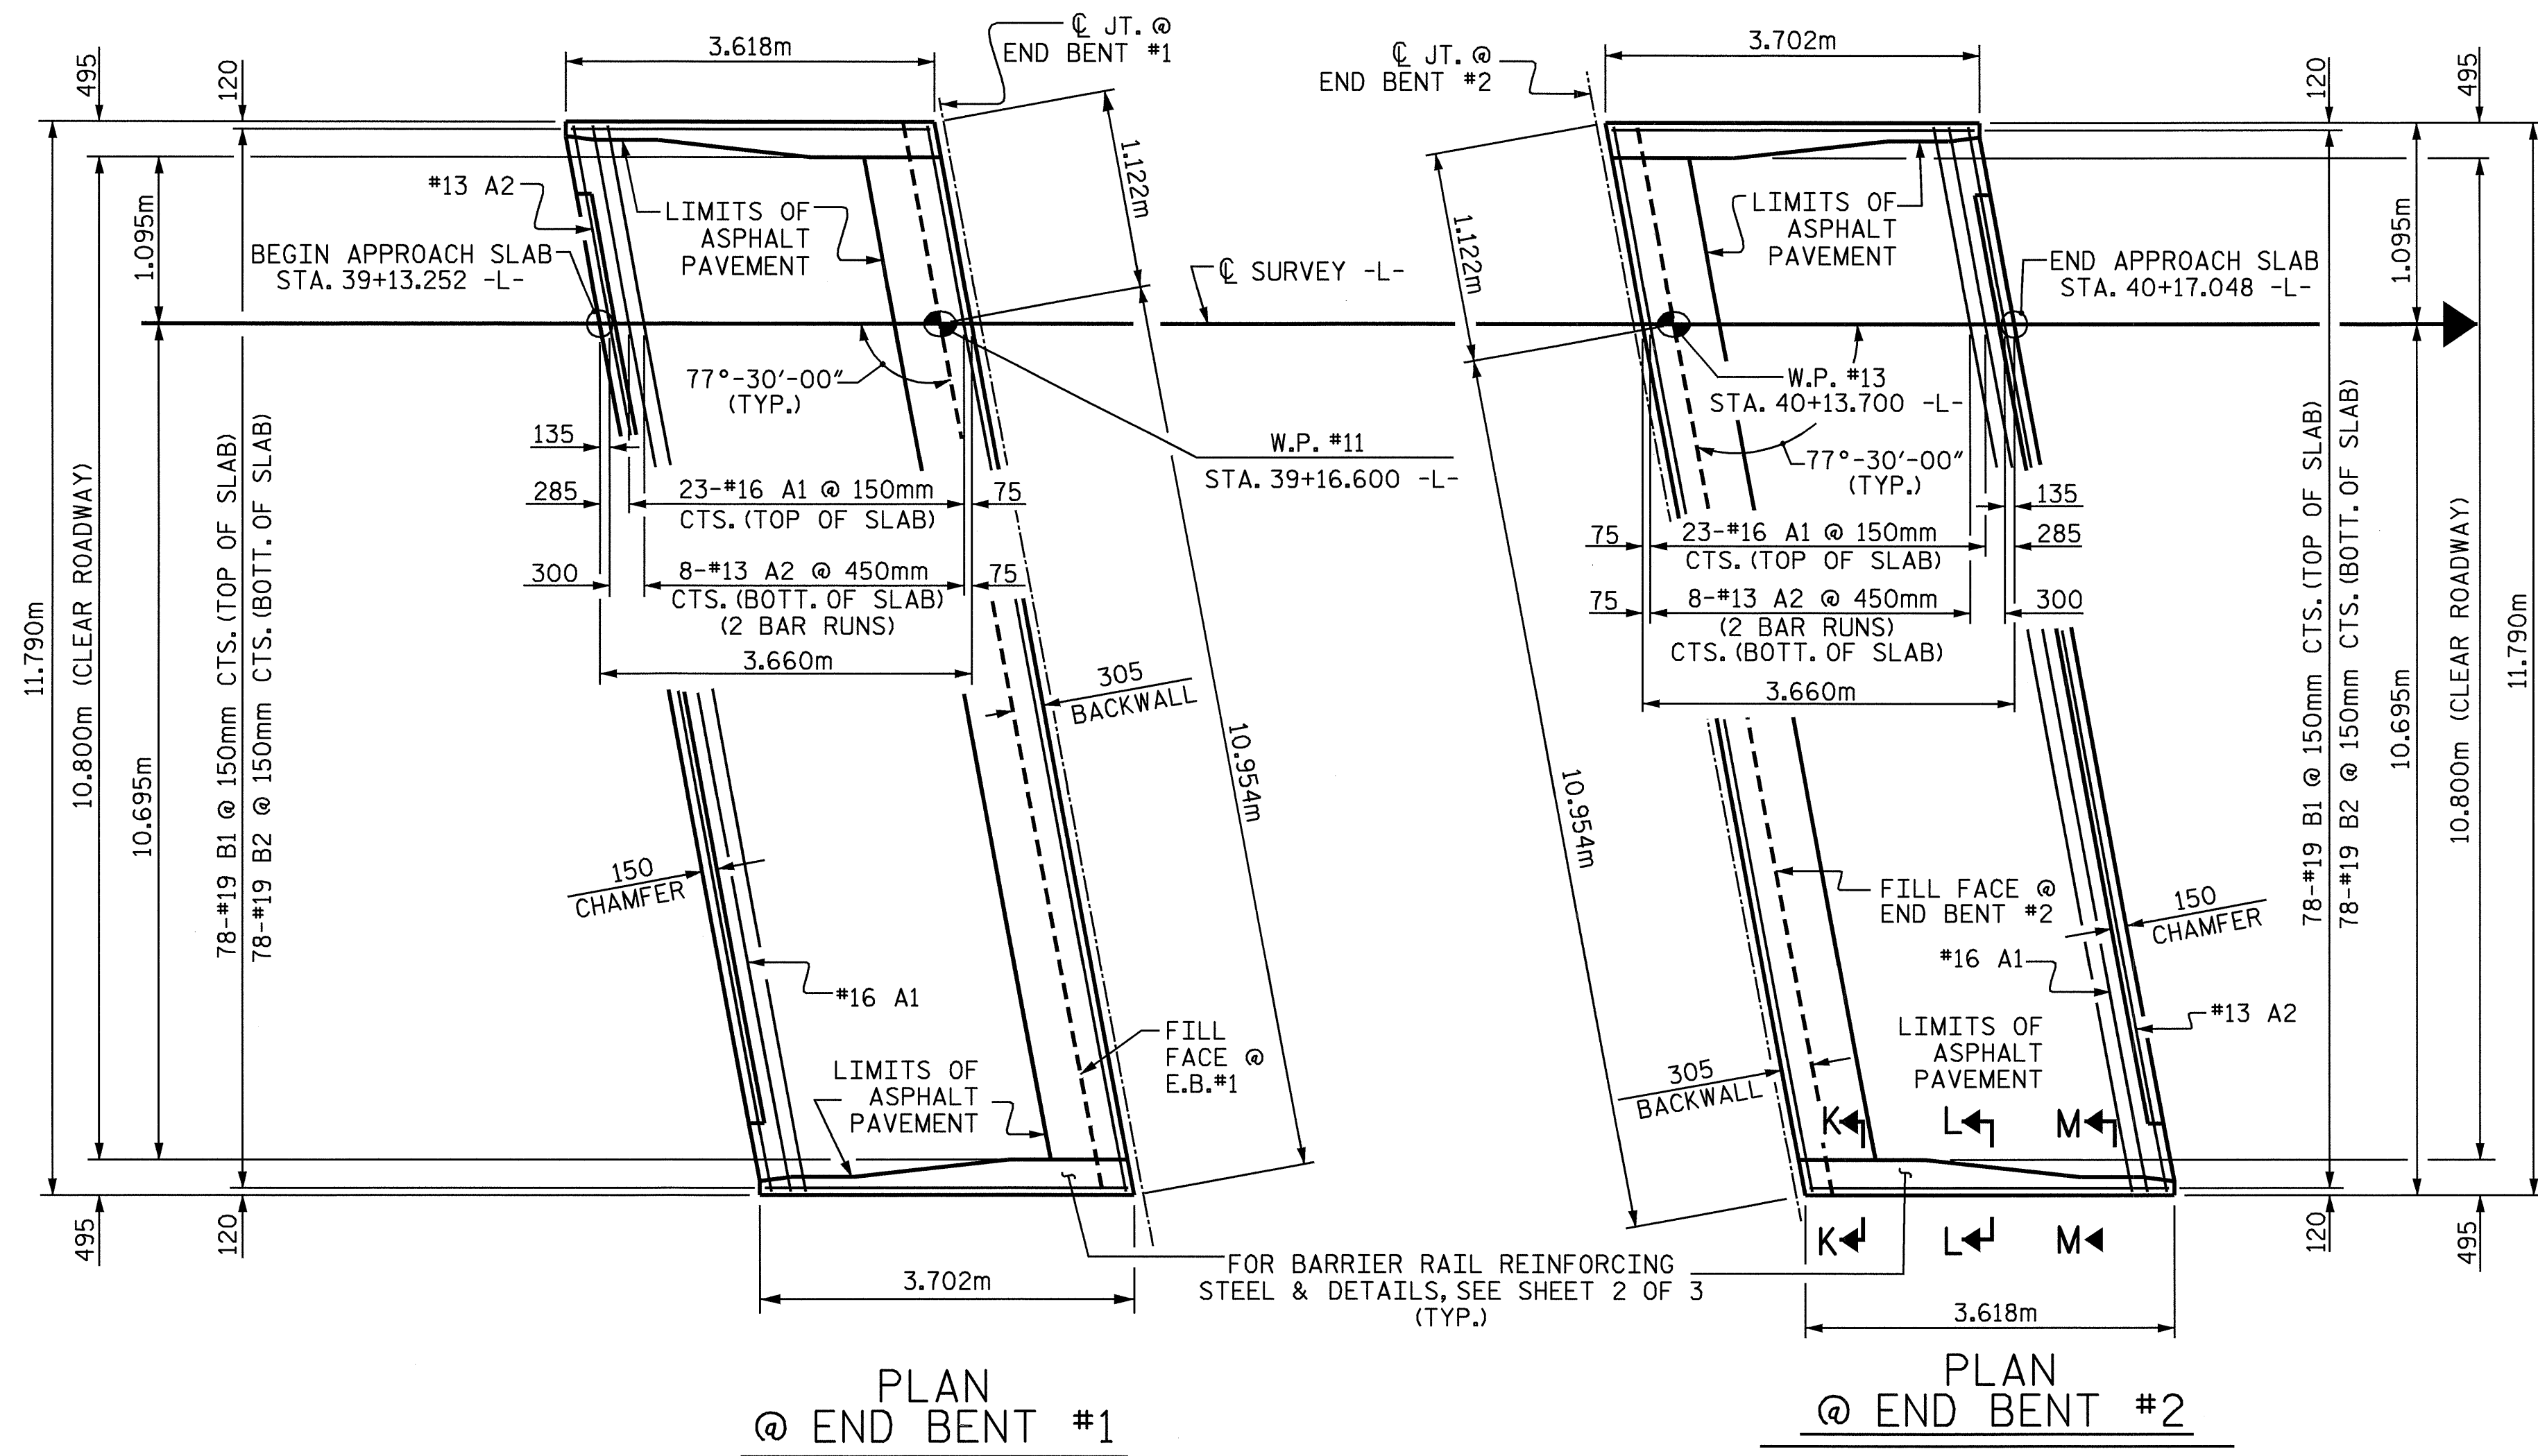 3.618m
℄ JT. @
END BENT #1
495
120
1.122m
#13 A2
LIMITS OF
ASPHALT
PAVEMENT
1.095m
BEGIN APPROACH SLAB
STA. 39+13.252 -L-
℄ SURVEY -L-
77°-30'-00"
(TYP.)
135
W.P. #11
STA. 39+16.600 -L-
285
23-#16 A1 @ 150mm
CTS. (TOP OF SLAB)
75
300
8-#13 A2 @ 450mm
CTS. (BOTT. OF SLAB)
(2 BAR RUNS)
75
3.660m
305
BACKWALL
11.790m
10.800m (CLEAR ROADWAY)
10.695m
78-#19 B1 @ 150mm CTS. (TOP OF SLAB)
78-#19 B2 @ 150mm CTS. (BOTT. OF SLAB)
10.954m
150
CHAMFER
#16 A1
FILL
FACE @
E.B.#1
LIMITS OF
ASPHALT
PAVEMENT
495
120
3.702m
FOR BARRIER RAIL REINFORCING
STEEL & DETAILS, SEE SHEET 2 OF 3
(TYP.)
PLAN
@ END BENT #1
℄ JT. @
END BENT #2
3.702m
120
495
1.122m
LIMITS OF
ASPHALT
PAVEMENT
1.095m
END APPROACH SLAB
STA. 40+17.048 -L-
W.P. #13
STA. 40+13.700 -L-
77°-30'-00"
(TYP.)
135
75
23-#16 A1 @ 150mm
CTS. (TOP OF SLAB)
285
75
8-#13 A2 @ 450mm
(2 BAR RUNS)
CTS. (BOTT. OF SLAB)
300
3.660m
10.954m
78-#19 B1 @ 150mm CTS. (TOP OF SLAB)
78-#19 B2 @ 150mm CTS. (BOTT. OF SLAB)
10.695m
10.800m (CLEAR ROADWAY)
11.790m
FILL FACE @
END BENT #2
150
CHAMFER
#16 A1
#13 A2
LIMITS OF
ASPHALT
PAVEMENT
305
BACKWALL
K L M
K L M
120
495
3.618m
PLAN
@ END BENT #2